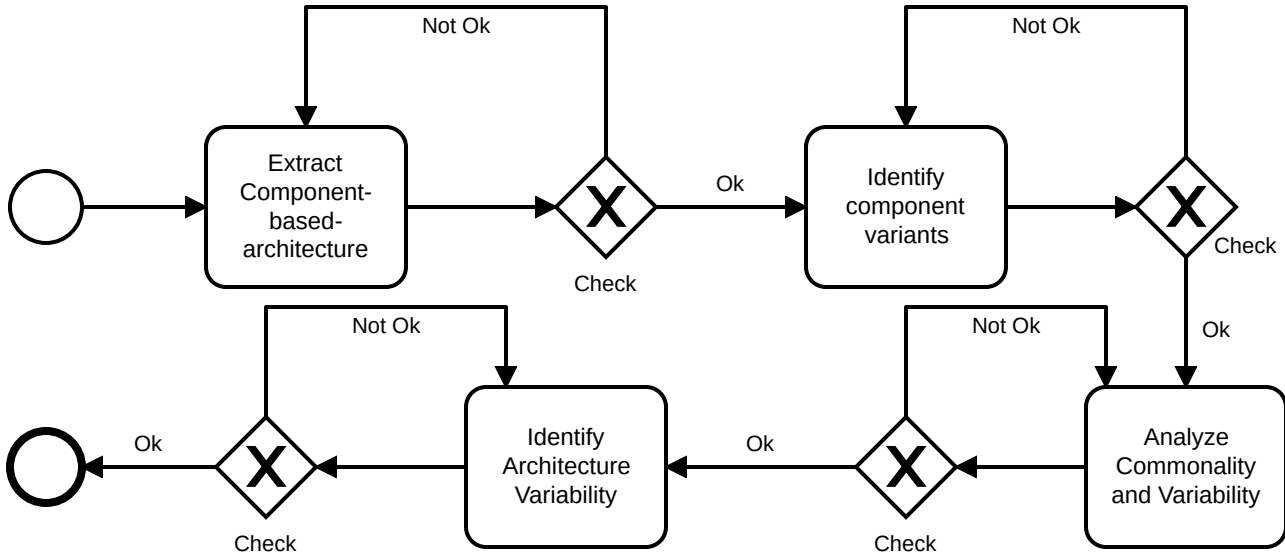 Not Ok
Not Ok
Extract
Component-
based-
architecture
X
Ok
Identify
component
variants
X
Check
Check
Not Ok
Not Ok
Ok
Ok
X
Identify
Architecture
Variability
Ok
X
Analyze
Commonality
and Variability
Check
Check